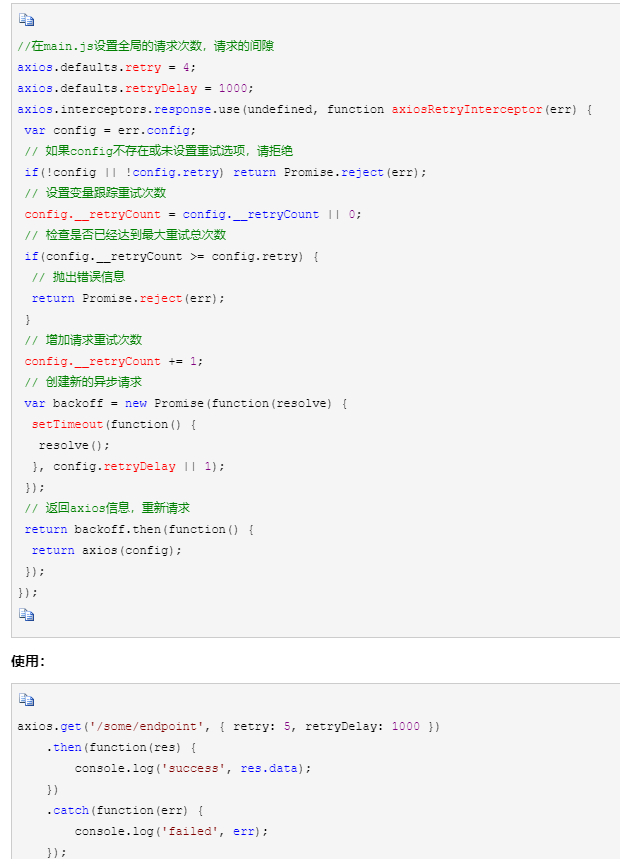 //在main.js设置全局的请求次数，请求的间隙
axios.defaults.retry = 4;
axios.defaults.retryDelay = 1000;
axios.interceptors.response.use(undefined, function axiosRetryInterceptor(err) {
 var config = err.config;
 // 如果config不存在或未设置重试选项，请拒绝
 if(!config || !config.retry) return Promise.reject(err);
 // 设置变量跟踪重试次数
 config.__retryCount = config.__retryCount || 0;
 // 检查是否已经达到最大重试总次数
 if(config.__retryCount >= config.retry) {
  // 抛出错误信息
  return Promise.reject(err);
 }
 // 增加请求重试次数
 config.__retryCount += 1;
 // 创建新的异步请求
 var backoff = new Promise(function(resolve) {
  setTimeout(function() {
   resolve();
  }, config.retryDelay || 1);
 });
 // 返回axios信息，重新请求
 return backoff.then(function() {
  return axios(config);
 });
});
使用：
axios.get('/some/endpoint', { retry: 5, retryDelay: 1000 })
    .then(function(res) {
        console.log('success', res.data);
    })
    .catch(function(err) {
        console.log('failed', err);
    });